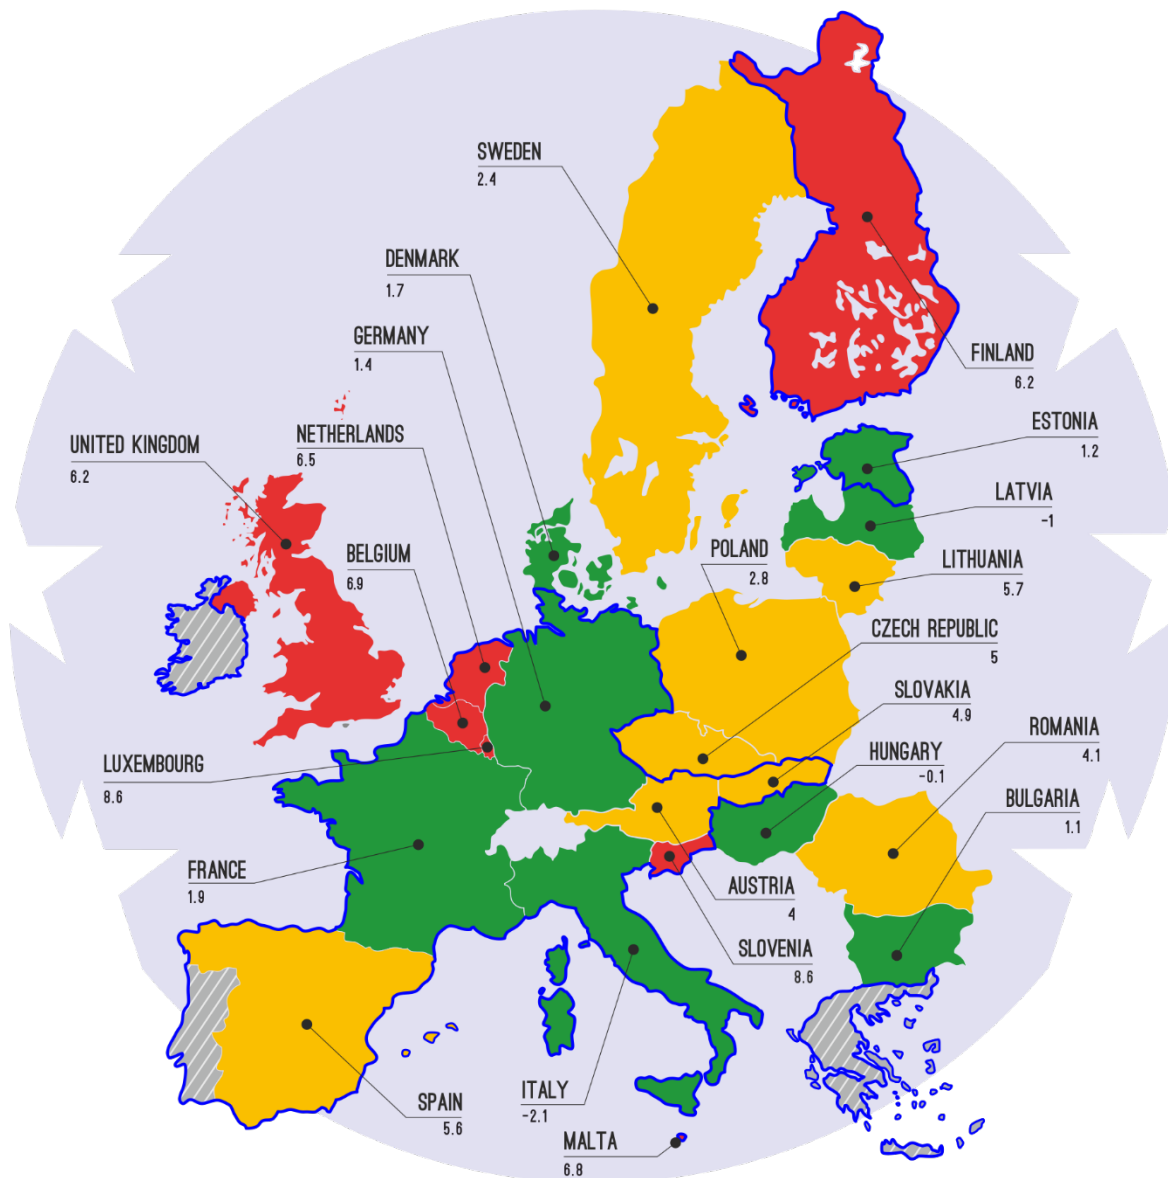 SWEDEN
2.4
DENMARK
1.7
GERMANY
1.4
FINLAND
6.2
NETHERLANDS
6.5
UNITED KINGDOM
6.2
ESTONIA
1.2
LATVIA
-1
BELGIUM
6.9
POLAND
2.8
LITHUANIA
5.7
CZECH REPUBLIC
5
SLOVAKIA
4.9
ROMANIA
4.1
LUXEMBOURG
8.6
HUNGARY
-0.1
BULGARIA
1.1
FRANCE
1.9
AUSTRIA
4
SLOVENIA
8.6
SPAIN
5.6
ITALY
-2.1
MALTA
6.8